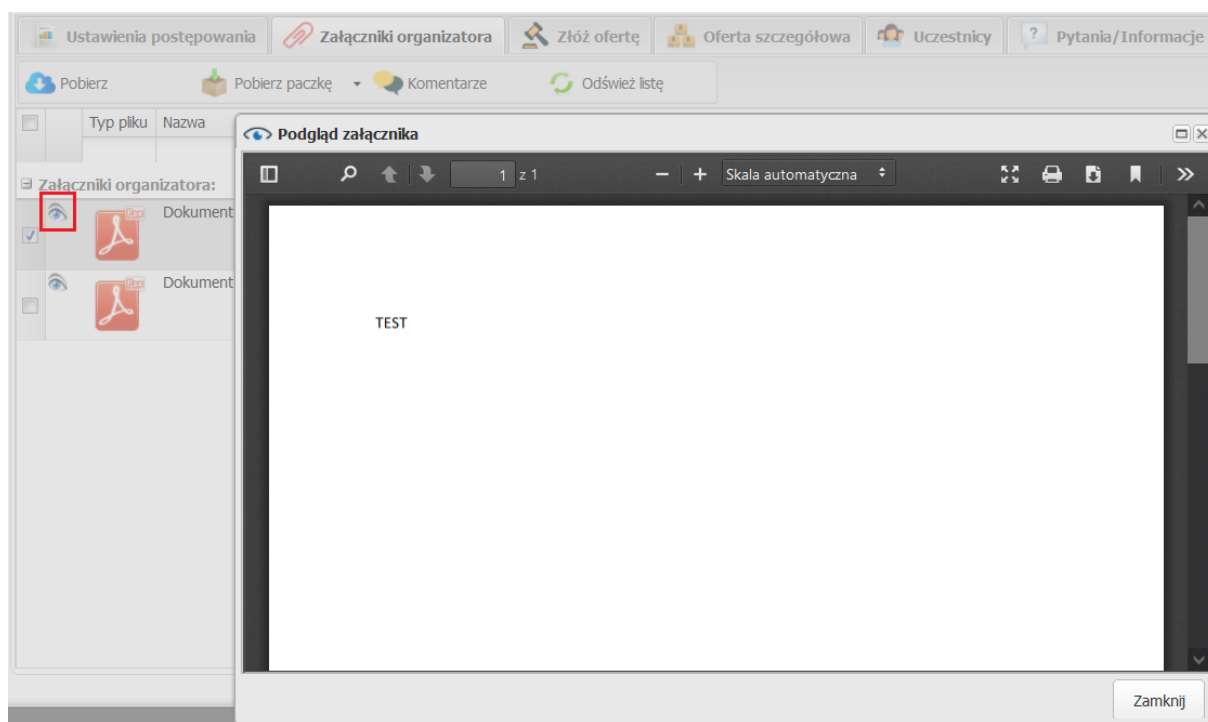 Ustawienia postępowania Załączniki organizatora Złóż ofertę Oferta szczegółowa Uczestnicy ? Pytania/Informacje
Pobierz Pobierz paczkę Komentarze Odśwież listę
Typ pliku Nazwa
Podgląd załącznika
1 z 1 Skala automatyczna
Załączniki organizatora:
Dokument
Dokument
TEST
Zamknij